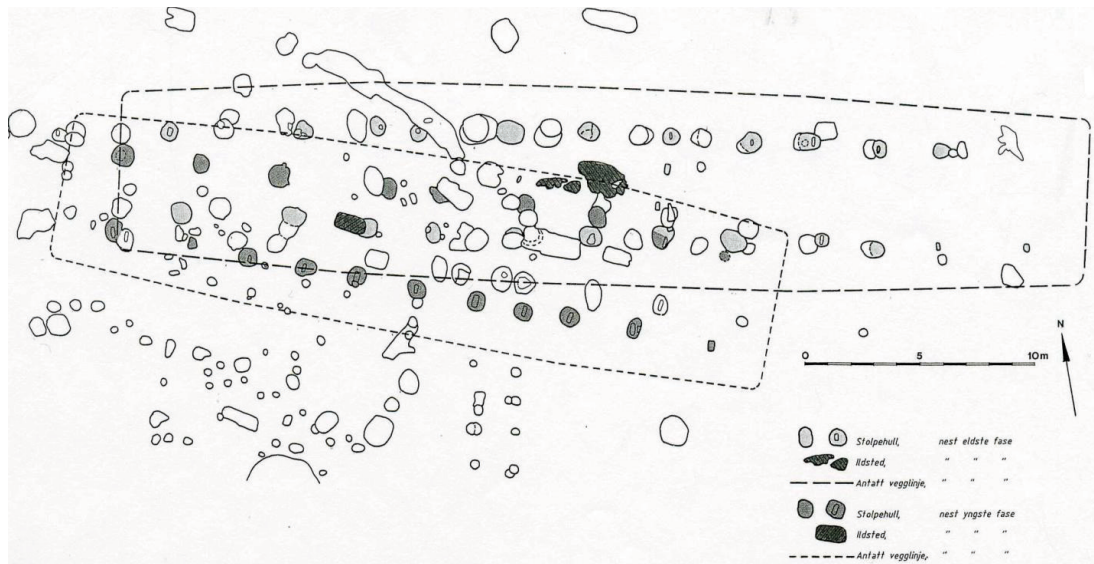 N
0 5 10m
Stolpehull, nest eldste fase
Ildsted, " " "
Antatt vegglinje, " " "
Stolpehull, nest yngste fase
Ildsted, " " "
Antatt vegglinje, " " "